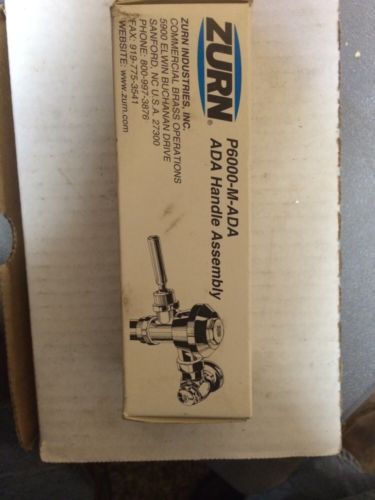 ZURN®
P6000-M-ADA
ADA Handle Assembly
ZURN INDUSTRIES, INC.
COMMERCIAL BRASS OPERATIONS
5900 ELWIN BUCHANAN DRIVE
SANFORD, NC U.S.A. 27300
PHONE: 800-997-3876
FAX: 919-775-3541
WEBSITE: www.zurn.com